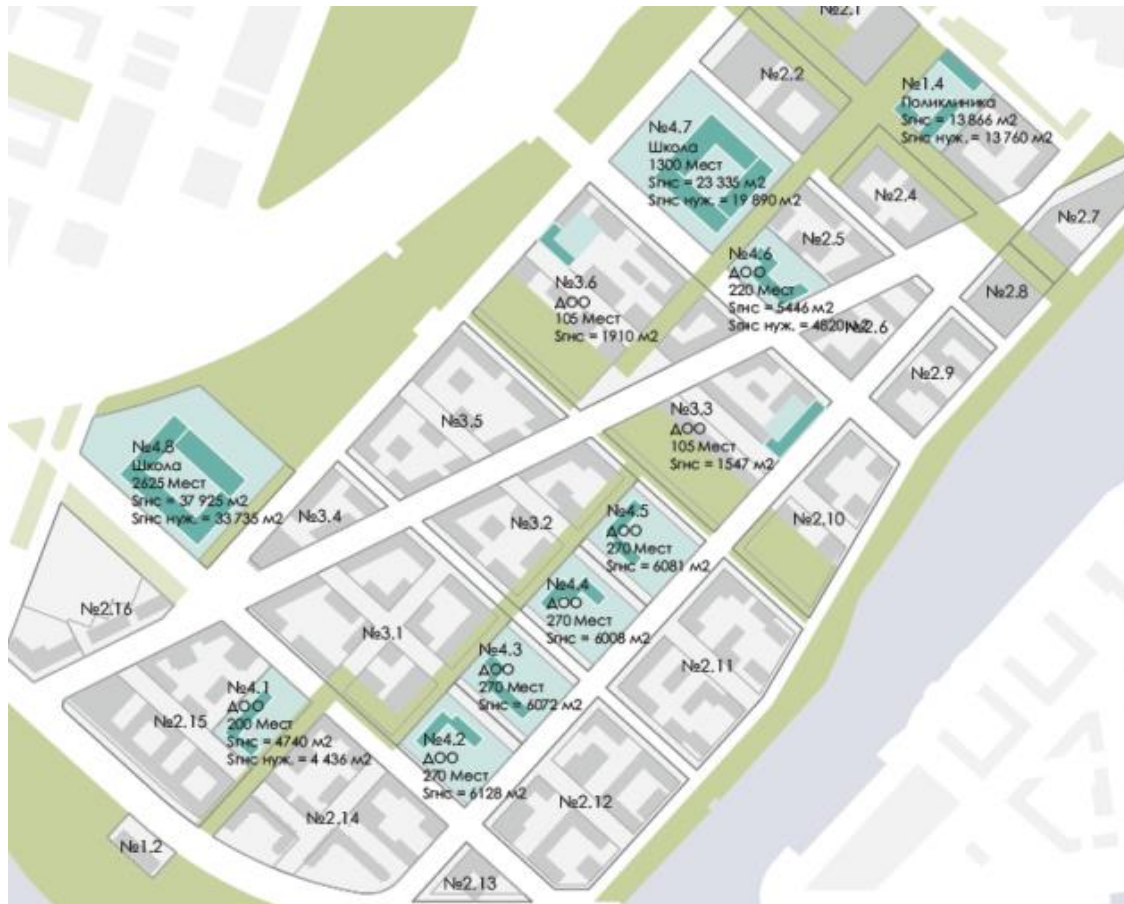 №2.1
№2.2
№1.4
Поликлиника
Sгнс = 13 866 м2
Sгнс нуж. = 13 760 м2
№4.7
Школа
1300 Мест
Sгнс = 23 335 м2
Sгнс нуж. = 19 890 м2
№2.4
№2.7
№2.5
№4.6
ДОО
220 Мест
Sгнс = 5446 м2
Sгнс нуж. = 4820 м2
№2.6
№2.8
№3.6
ДОО
105 Мест
Sгнс = 1910 м2
№2.9
№3.5
№3.3
ДОО
105 Мест
Sгнс = 1547 м2
№4.8
Школа
2625 Мест
Sгнс = 37 925 м2
Sгнс нуж. = 33 735 м2
№3.4
№3.2
№4.5
ДОО
270 Мест
Sгнс = 6081 м2
№2.10
№4.4
ДОО
270 Мест
Sгнс = 6008 м2
№2.16
№3.1
№4.3
ДОО
270 Мест
Sгнс = 6072 м2
№2.11
№4.1
ДОО
200 Мест
Sгнс = 4740 м2
Sгнс нуж. = 4 436 м2
№2.15
№4.2
ДОО
270 Мест
Sгнс = 6128 м2
№2.12
№2.14
№1.2
№2.13